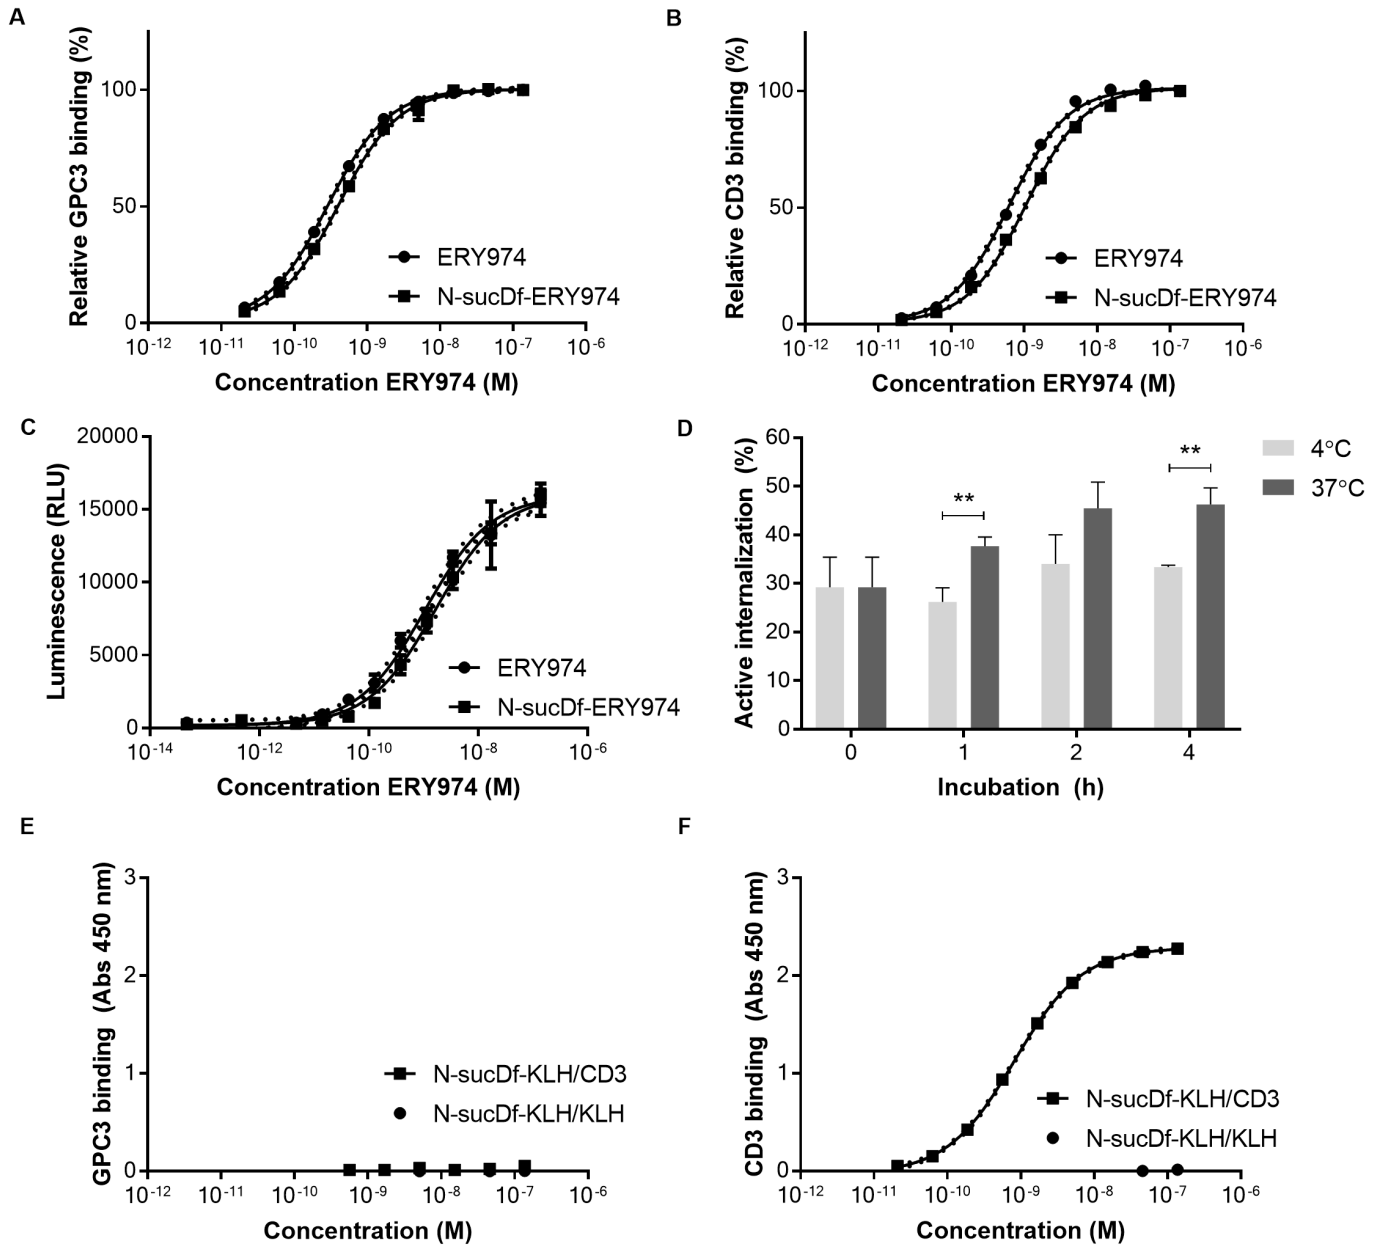 A
Relative GPC3 binding (%)
100
50
0
10-12 10-11 10-10 10-9 10-8 10-7 10-6
Concentration ERY974 (M)
ERY974
N-sucDf-ERY974
B
Relative CD3 binding (%)
100
50
0
10-12 10-11 10-10 10-9 10-8 10-7 10-6
Concentration ERY974 (M)
ERY974
N-sucDf-ERY974
C
Luminescence (RLU)
20000
15000
10000
5000
0
10-14 10-12 10-10 10-8 10-6
Concentration ERY974 (M)
ERY974
N-sucDf-ERY974
D
Active internalization (%)
60
50
40
30
20
10
0
0 1 2 4
Incubation (h)
**
**
4°C
37°C
E
GPC3 binding (Abs 450 nm)
3
2
1
0
10-12 10-11 10-10 10-9 10-8 10-7 10-6
Concentration (M)
N-sucDf-KLH/CD3
N-sucDf-KLH/KLH
F
CD3 binding (Abs 450 nm)
3
2
1
0
10-12 10-11 10-10 10-9 10-8 10-7 10-6
Concentration (M)
N-sucDf-KLH/CD3
N-sucDf-KLH/KLH